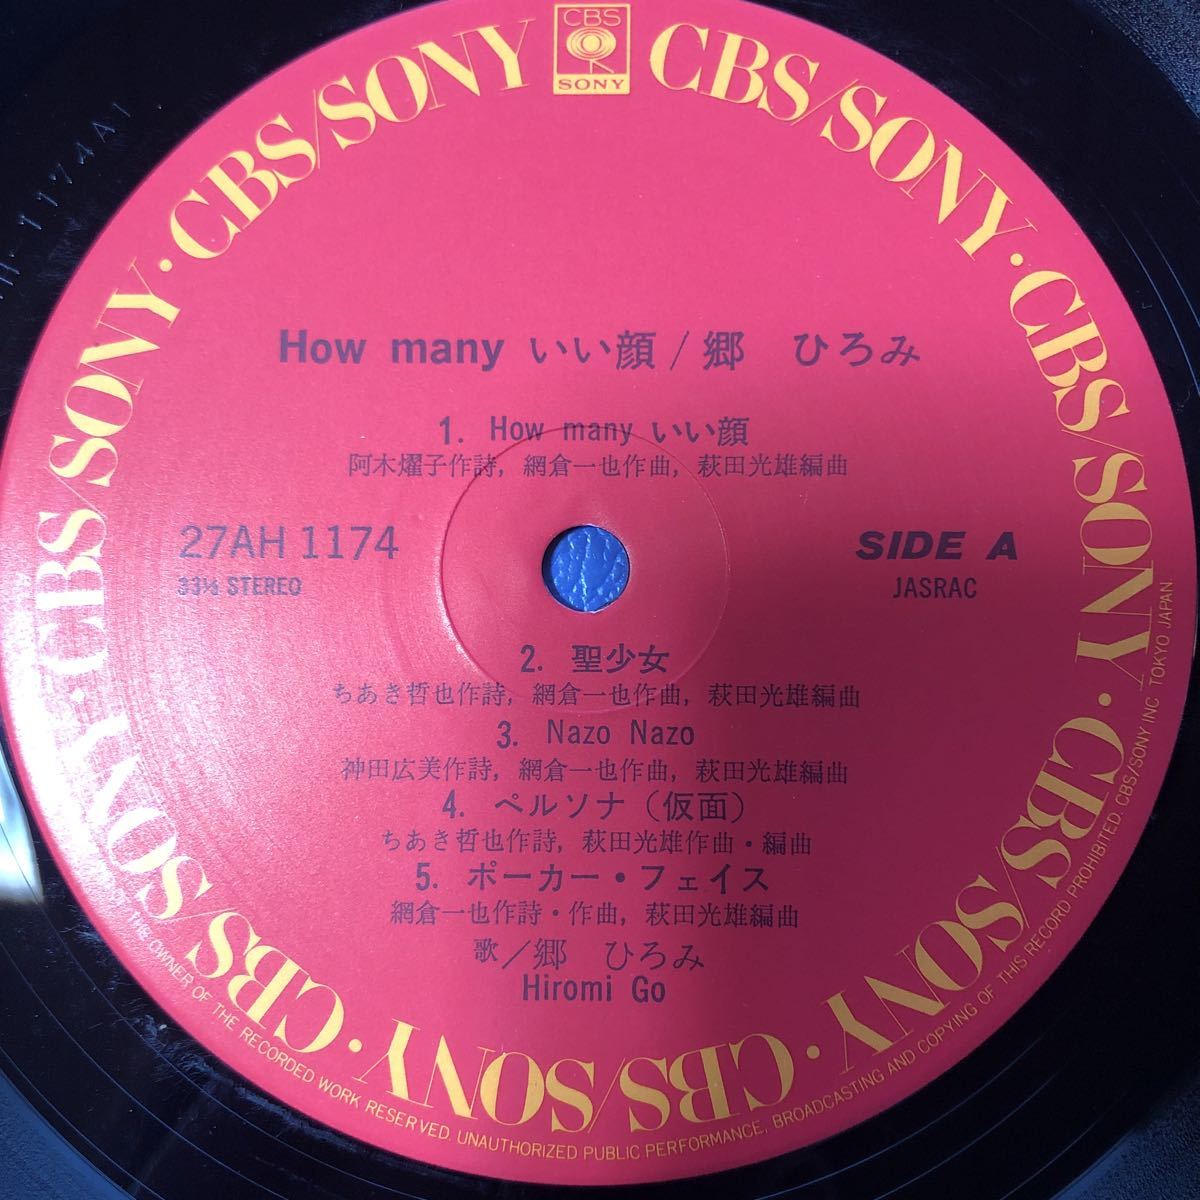 CBS
SONY
CBS/SONY · CBS/SONY · CBS/SONY · CBS/SONY · CBS/SONY · CBS/SONY · CBS/SONY · CBS/SONY · CBS/SONY · CBS/SONY
How many いい顔 / 郷 ひろみ
1. How many いい顔
阿木燿子作詩, 網倉一也作曲, 萩田光雄編曲
27AH 1174
33⅓ STEREO
SIDE A
JASRAC
2. 聖少女
ちあき哲也作詩, 網倉一也作曲, 萩田光雄編曲
3. Nazo Nazo
神田広美作詩, 網倉一也作曲, 萩田光雄編曲
4. ペルソナ（仮面）
ちあき哲也作詩, 萩田光雄作曲・編曲
5. ポーカー・フェイス
網倉一也作詩・作曲, 萩田光雄編曲
歌／郷 ひろみ
Hiromi Go
THE OWNER OF THE RECORDED WORK RESERVED. UNAUTHORIZED PUBLIC PERFORMANCE, BROADCASTING AND COPYING OF THIS RECORD PROHIBITED. CBS/SONY INC TOKYO JAPAN